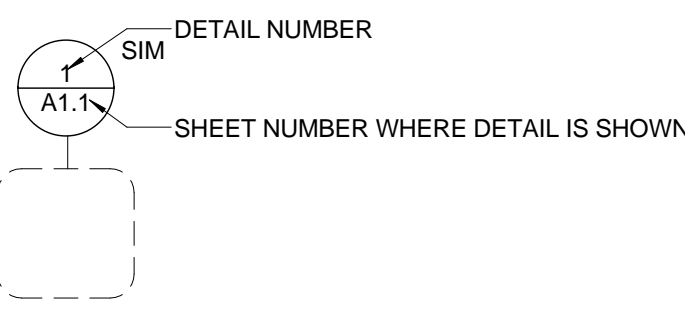 DETAIL NUMBER
SIM
1
A1.1
SHEET NUMBER WHERE DETAIL IS SHOWN